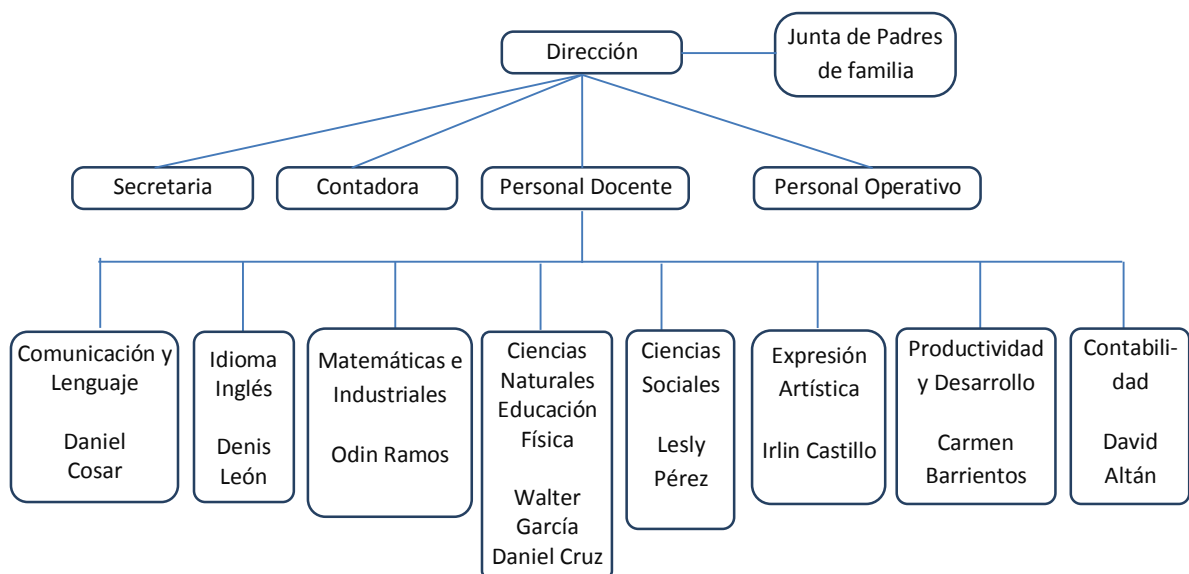 Dirección
Junta de Padres
de familia
Secretaria
Contadora
Personal Docente
Personal Operativo
Comunicación y
Lenguaje
Daniel
Cosar
Idioma
Inglés
Denis
León
Matemáticas e
Industriales
Odin Ramos
Ciencias
Naturales
Educación
Física
Walter
García
Daniel Cruz
Ciencias
Sociales
Lesly
Pérez
Expresión
Artística
Irlin Castillo
Productividad
y Desarrollo
Carmen
Barrientos
Contabili-
dad
David
Altán